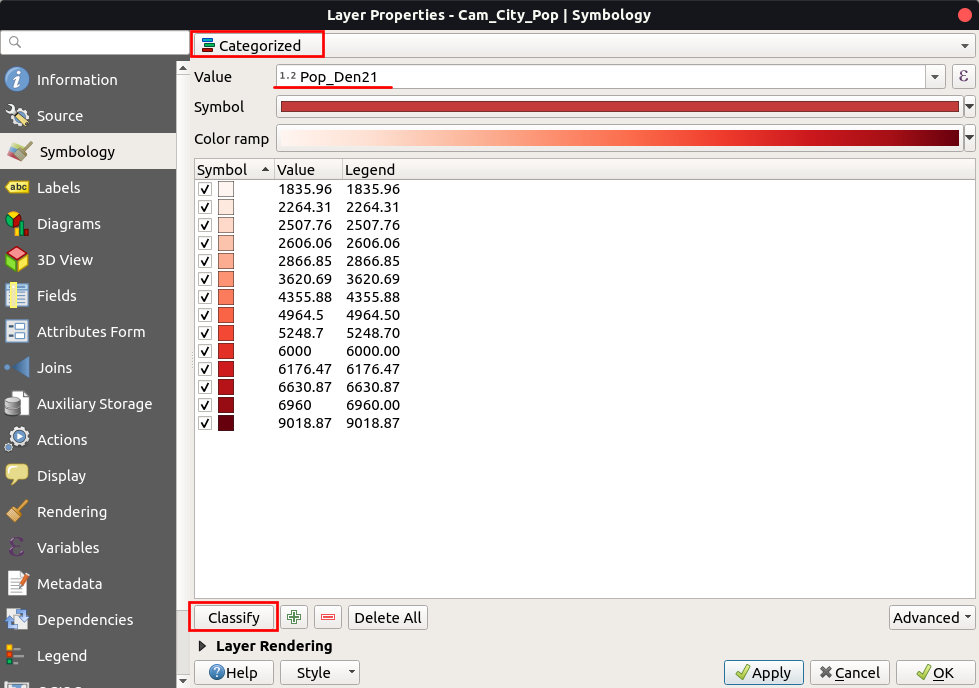 Layer Properties - Cam_City_Pop | Symbology
Categorized
Information
Source
Symbology
Labels
Diagrams
3D View
Fields
Attributes Form
Joins
Auxiliary Storage
Actions
Display
Rendering
Variables
Metadata
Dependencies
Legend
abc
Value 1.2 Pop_Den21 ε
Symbol
Color ramp
Symbol Value Legend
1835.96 1835.96
2264.31 2264.31
2507.76 2507.76
2606.06 2606.06
2866.85 2866.85
3620.69 3620.69
4355.88 4355.88
4964.5 4964.50
5248.7 5248.70
6000 6000.00
6176.47 6176.47
6630.87 6630.87
6960 6960.00
9018.87 9018.87
Classify Delete All Advanced
Layer Rendering
Help Style Apply Cancel OK